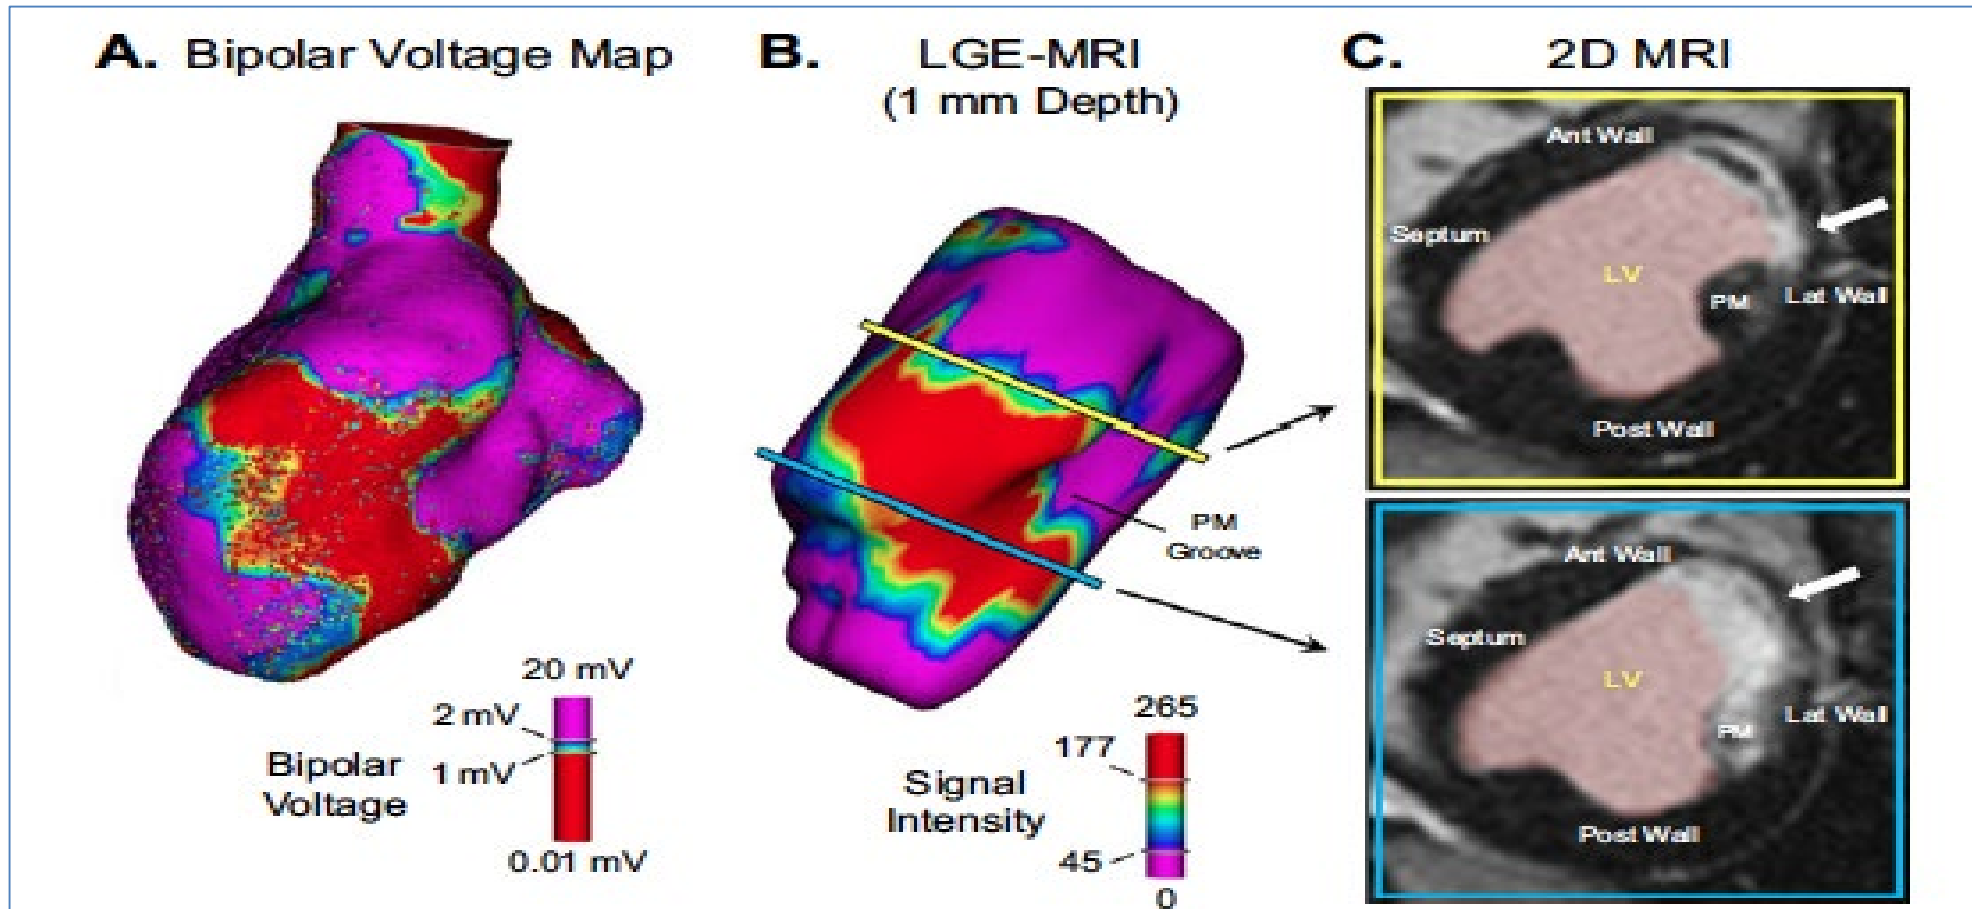 A. Bipolar Voltage Map
B. LGE-MRI
(1 mm Depth)
C. 2D MRI
20 mV
2 mV
1 mV
Bipolar
Voltage
0.01 mV
PM
Groove
265
177
Signal
Intensity
45
0
Ant Wall
Septum
LV
PM
Lat Wall
Post Wall
Ant Wall
Septum
LV
PM
Lat Wall
Post Wall